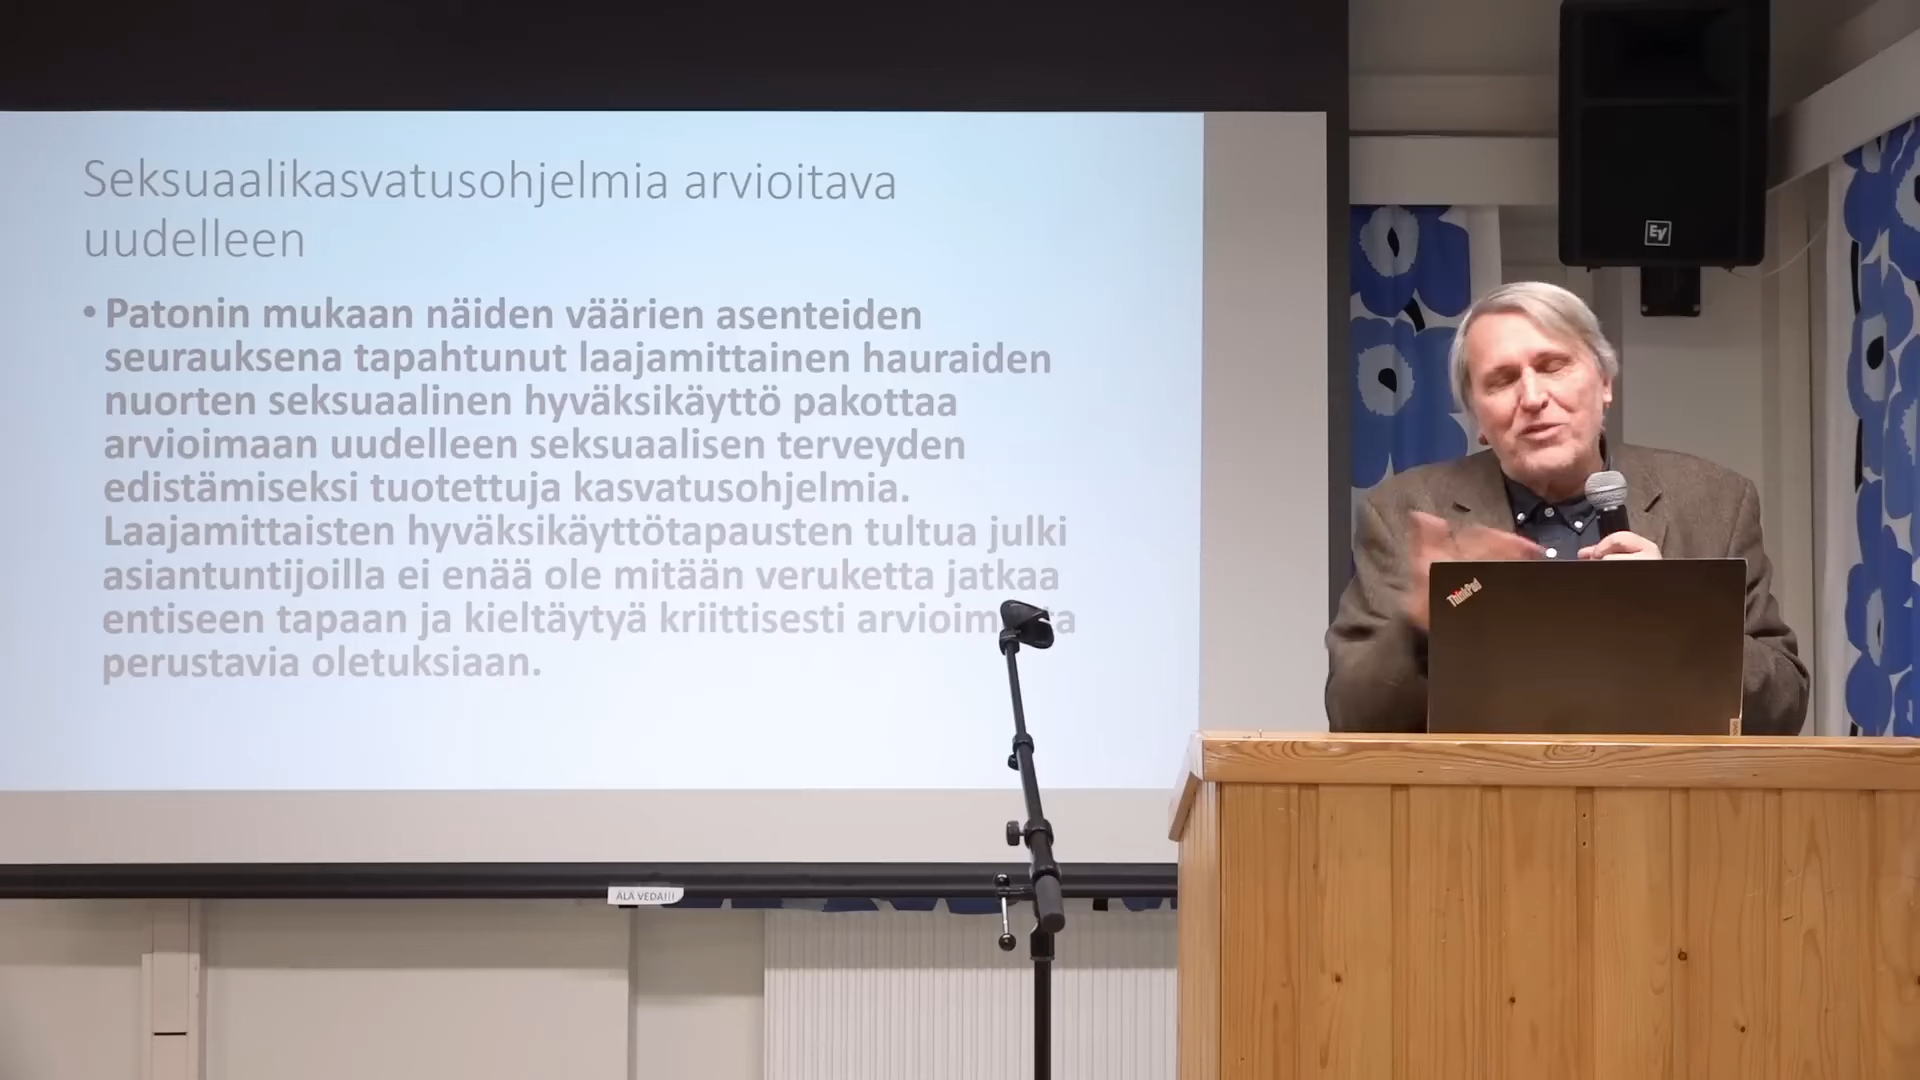 Seksuaalikasvatusohjelmia arvioitava
uudelleen
• Patonin mukaan näiden väärien asenteiden
seurauksena tapahtunut laajamittainen hauraiden
nuorten seksuaalinen hyväksikäyttö pakottaa
arvioimaan uudelleen seksuaalisen terveyden
edistämiseksi tuotettuja kasvatusohjelmia.
Laajamittaisten hyväksikäyttötapausten tultua julki
asiantuntijoilla ei enää ole mitään veruketta jatkaa
entiseen tapaan ja kieltäytyä kriittisesti
perustavia oletuksiaan.
ÄLÄ VEDÄ!!!
EV
ThinkPad